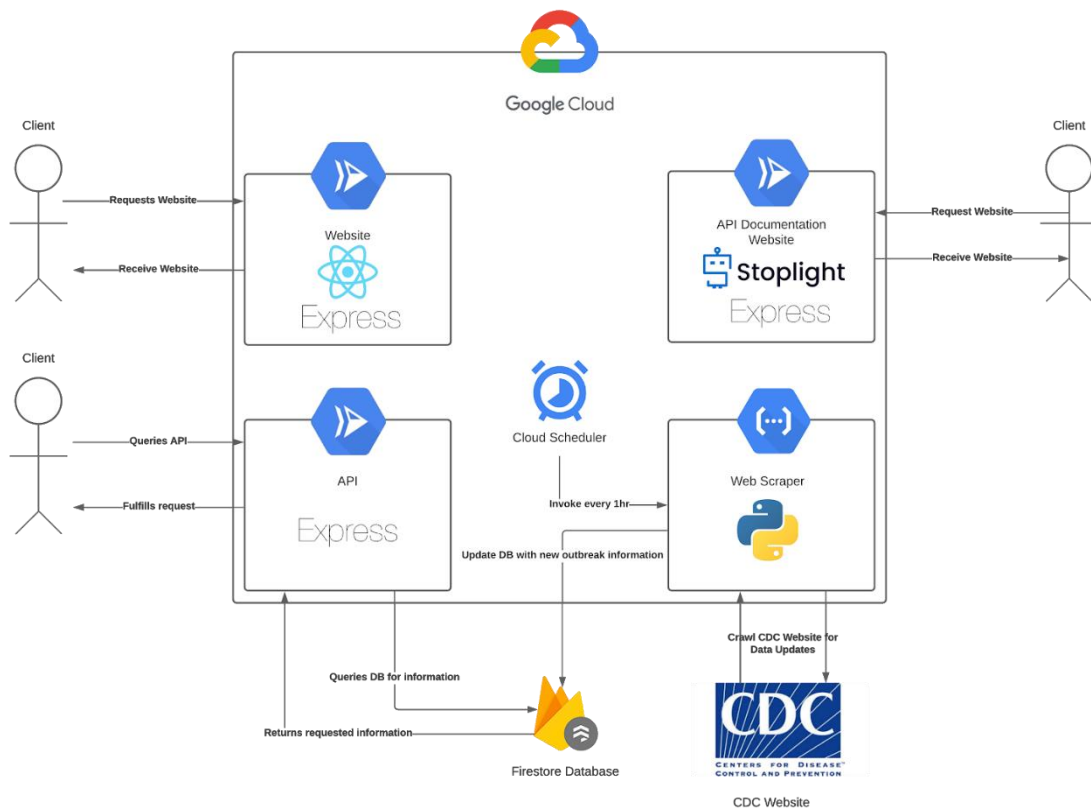 Google Cloud
Client
Client
Requests Website
Receive Website
Website
Express
API Documentation
Website
Stoplight
Express
Request Website
Receive Website
Client
Queries API
Fulfills request
API
Express
Cloud Scheduler
Invoke every 1hr
Web Scraper
Update DB with new outbreak information
Crawl CDC Website for
Data Updates
Queries DB for information
Returns requested information
Firestore Database
CDC
CENTERS FOR DISEASE
CONTROL AND PREVENTION
CDC Website